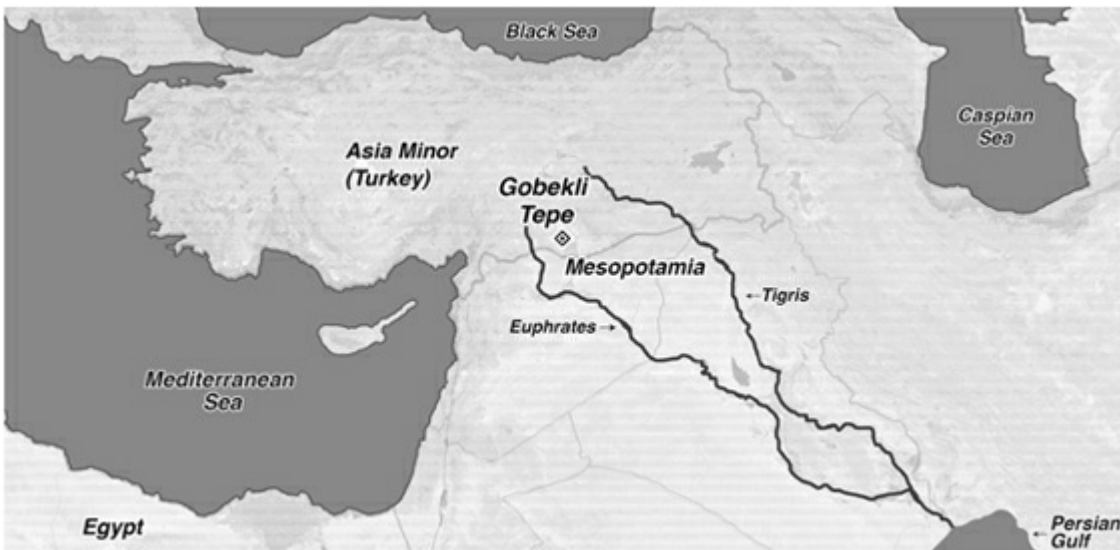 Black Sea
Caspian
Sea
Asia Minor
(Turkey)
Gobekli
Tepe
Mesopotamia
←Tigris
Euphrates→
Mediterranean
Sea
Egypt
←Persian
Gulf